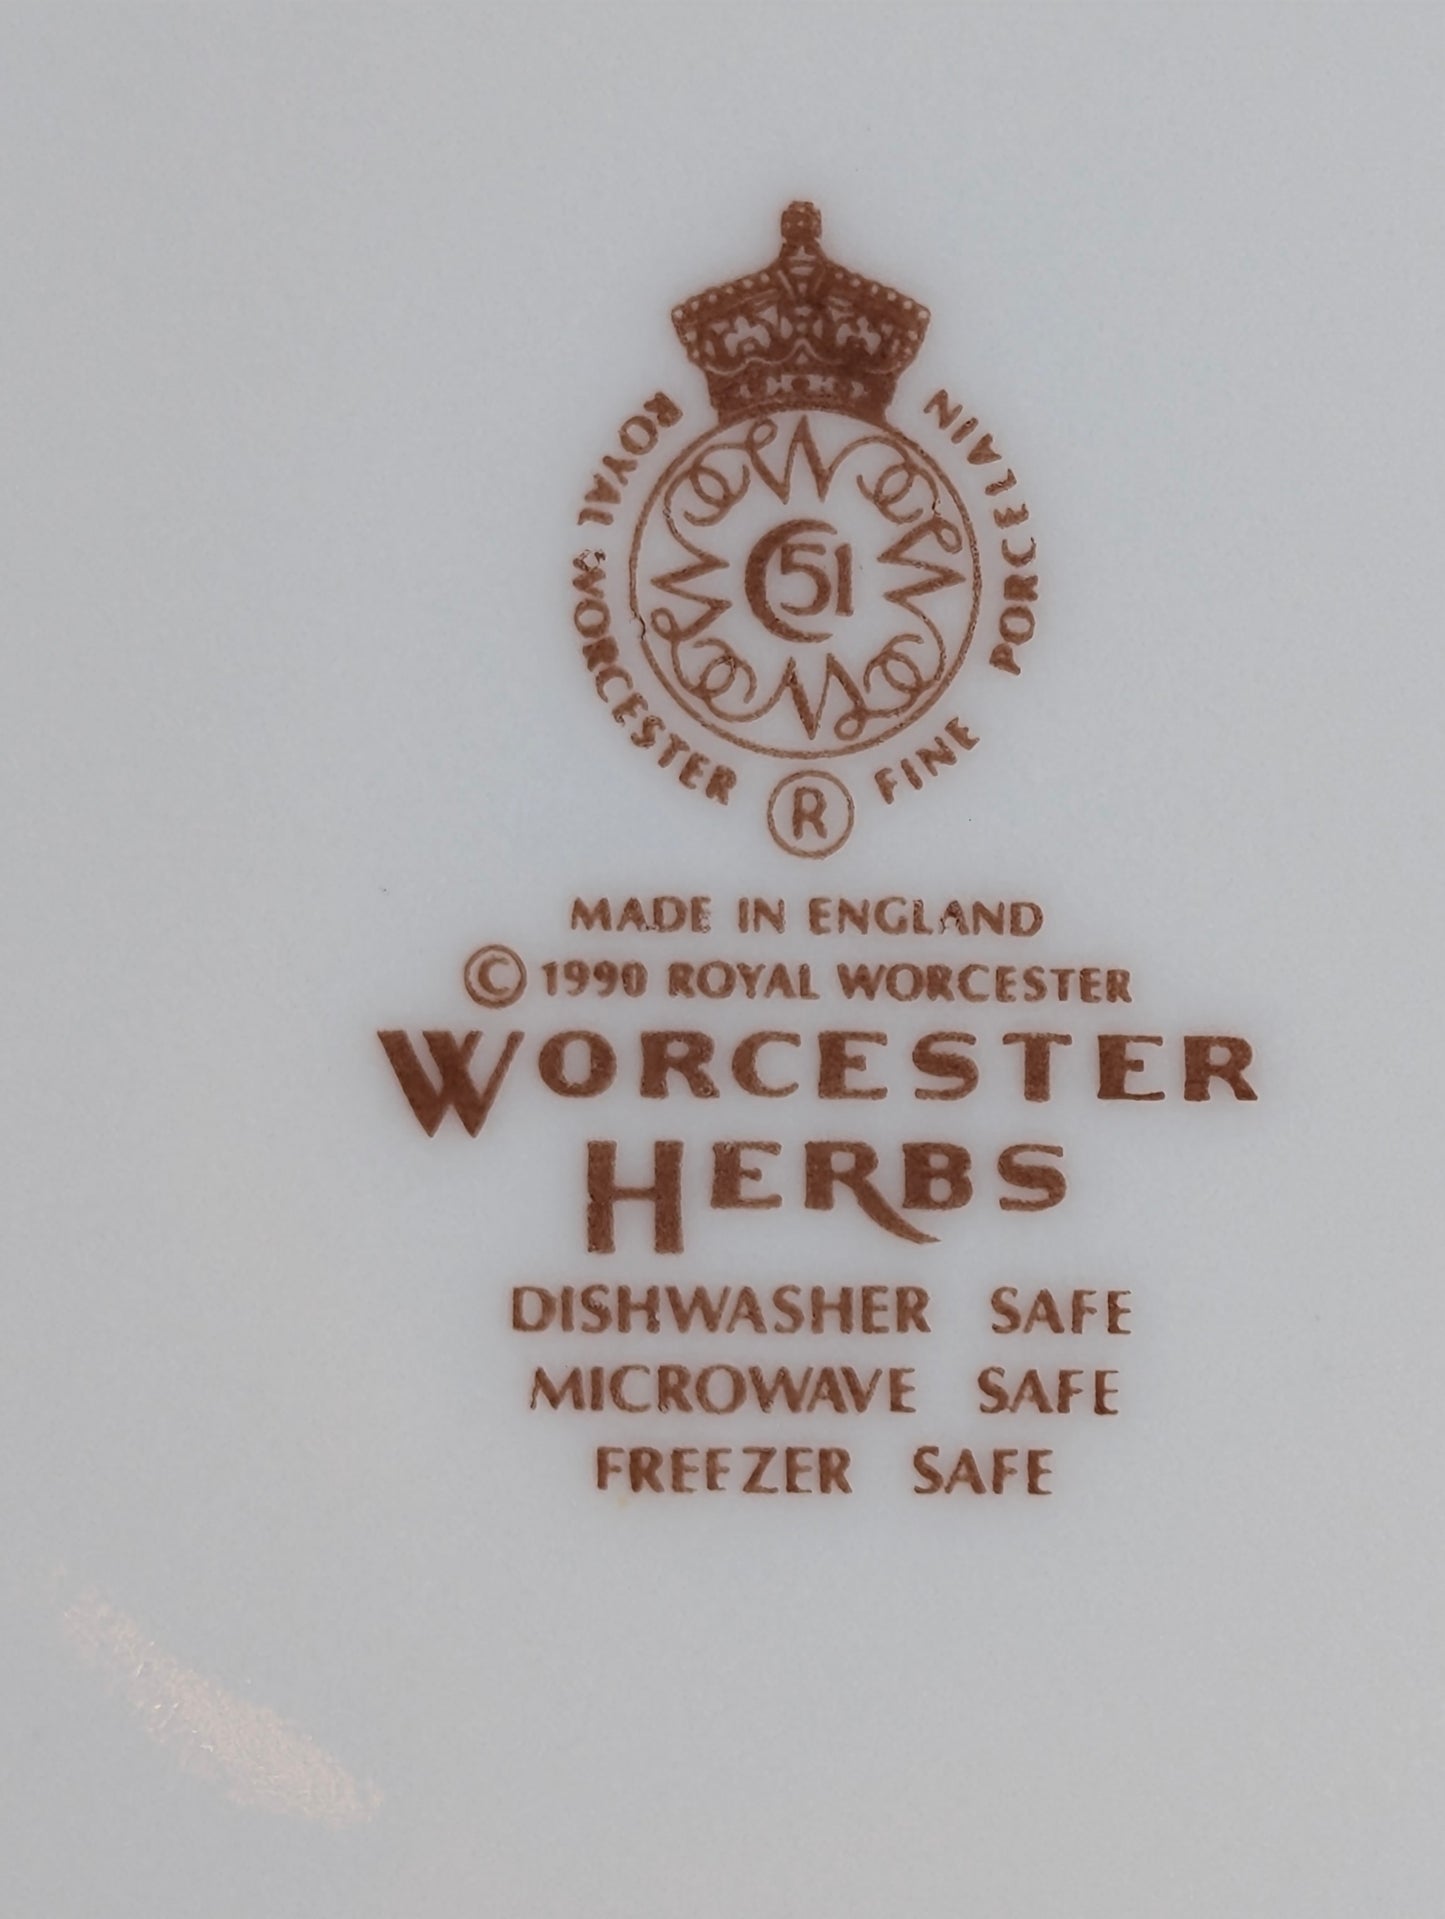 ROYAL WORCESTER
FINE PORCELAIN
W W W W
C 51
R
MADE IN ENGLAND
© 1990 ROYAL WORCESTER
WORCESTER
HERBS
DISHWASHER SAFE
MICROWAVE SAFE
FREEZER SAFE